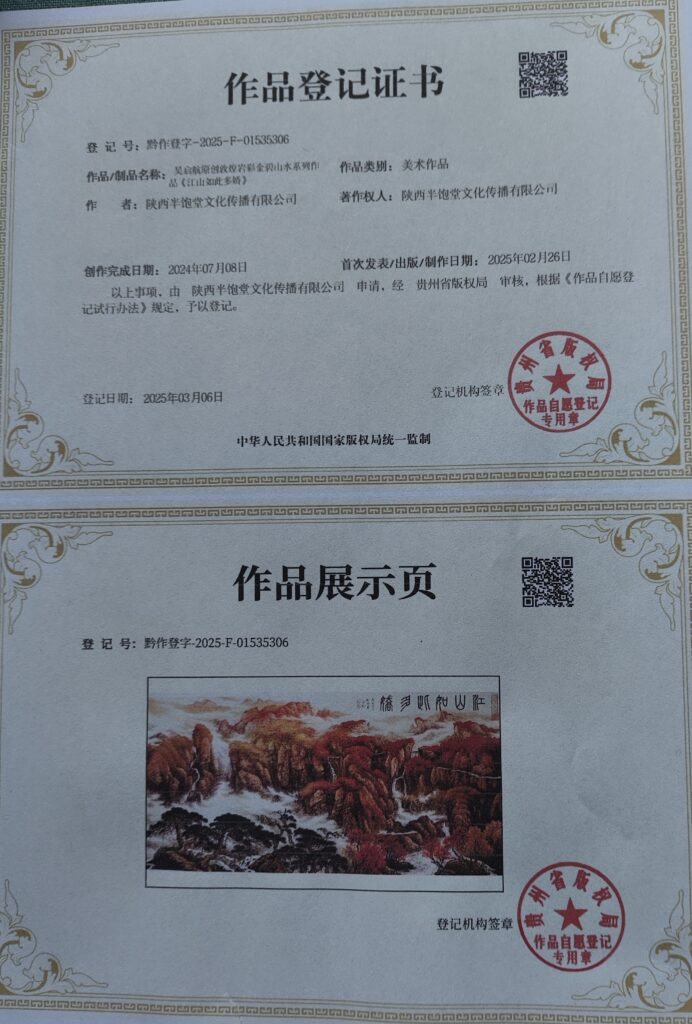 作品登记证书
登 记 号：黔作登字-2025-F-01535306
作品/制品名称：吴启航原创敦煌岩彩金碧山水系列作
品《江山如此多娇》
作品类别：美术作品
作 者：陕西半饱堂文化传播有限公司
著作权人：陕西半饱堂文化传播有限公司
创作完成日期：2024年07月08日
首次发表/出版/制作日期：2025年02月26日
以上事项，由 陕西半饱堂文化传播有限公司 申请，经 贵州省版权局 审核，根据《作品自愿登
记试行办法》规定，予以登记。
登记日期：2025年03月06日
登记机构签章
贵州省版权局
作品自愿登记
专用章
中华人民共和国国家版权局统一监制
作品展示页
登 记 号：黔作登字-2025-F-01535306
江山如此多娇
登记机构签章
贵州省版权局
作品自愿登记
专用章